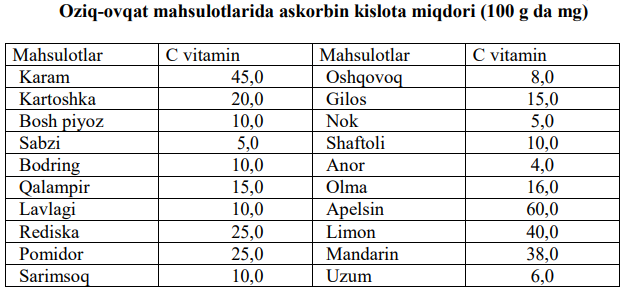 Oziq-ovqat mahsulotlarida askorbin kislota miqdori (100 g da mg)
Mahsulotlar C vitamin Mahsulotlar C vitamin
Karam 45,0 Oshqovoq 8,0
Kartoshka 20,0 Gilos 15,0
Bosh piyoz 10,0 Nok 5,0
Sabzi 5,0 Shaftoli 10,0
Bodring 10,0 Anor 4,0
Qalampir 15,0 Olma 16,0
Lavlagi 10,0 Apelsin 60,0
Rediska 25,0 Limon 40,0
Pomidor 25,0 Mandarin 38,0
Sarimsoq 10,0 Uzum 6,0